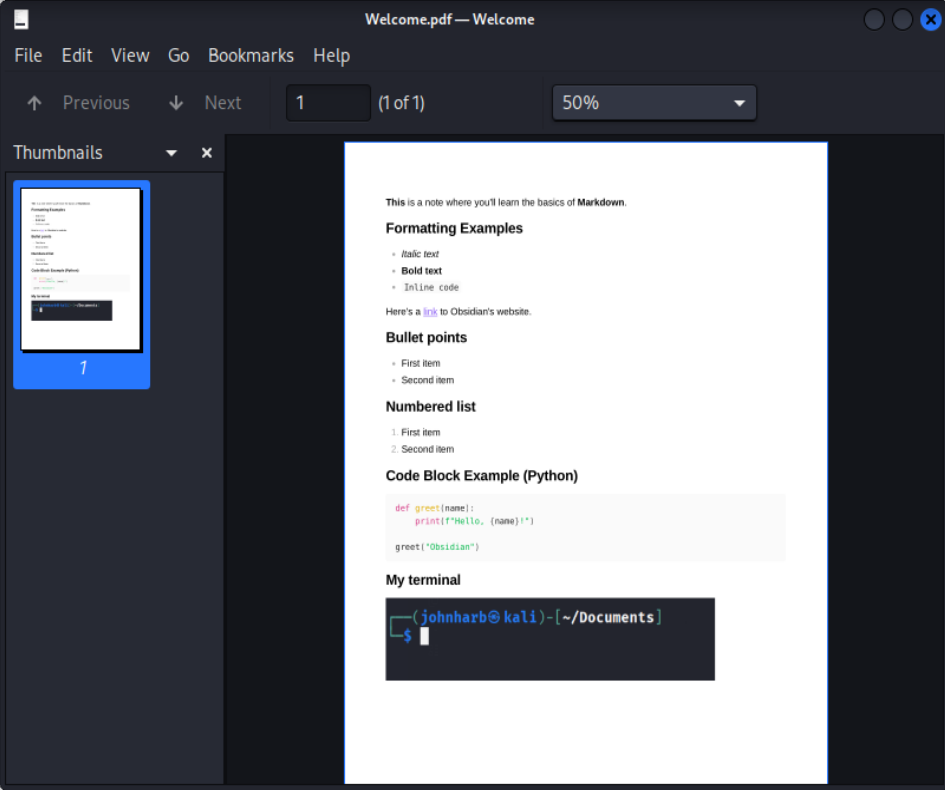 Welcome.pdf — Welcome
File Edit View Go Bookmarks Help
Previous Next 1 (1 of 1) 50%
Thumbnails
1
This is a note where you'll learn the basics of Markdown.
Formatting Examples
Italic text
Bold text
Inline code
Here's a link to Obsidian's website.
Bullet points
First item
Second item
Numbered list
1. First item
2. Second item
Code Block Example (Python)
def greet(name):
    print(f"Hello, {name}!")
greet("Obsidian")
My terminal
┌──(johnharb㉿kali)-[~/Documents]
└─$